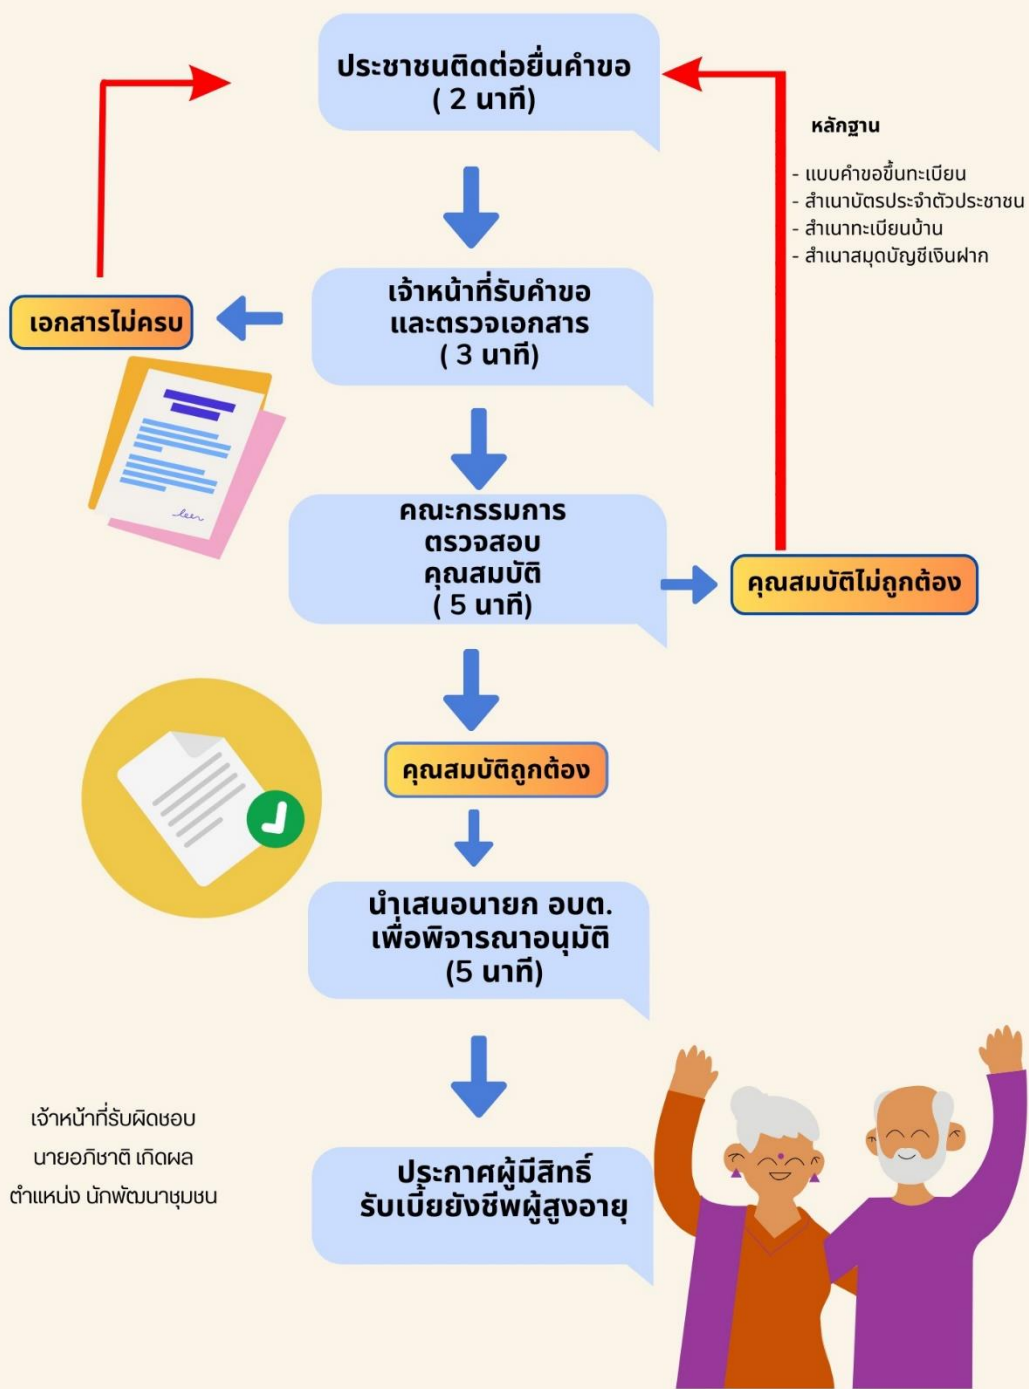 ประชาชนติดต่อยื่นคำขอ
( 2 นาที)
หลักฐาน
- แบบคำขอขึ้นทะเบียน
- สำเนาบัตรประจำตัวประชาชน
- สำเนาทะเบียนบ้าน
- สำเนาสมุดบัญชีเงินฝาก
เจ้าหน้าที่รับคำขอ
และตรวจเอกสาร
( 3 นาที)
เอกสารไม่ครบ
คณะกรรมการ
ตรวจสอบ
คุณสมบัติ
( 5 นาที)
คุณสมบัติไม่ถูกต้อง
คุณสมบัติถูกต้อง
นำเสนอนายก อบต.
เพื่อพิจารณาอนุมัติ
(5 นาที)
เจ้าหน้าที่รับผิดชอบ
นายอภิชาติ เกิดผล
ตำแหน่ง นักพัฒนาชุมชน
ประกาศผู้มีสิทธิ์
รับเบี้ยยังชีพผู้สูงอายุ